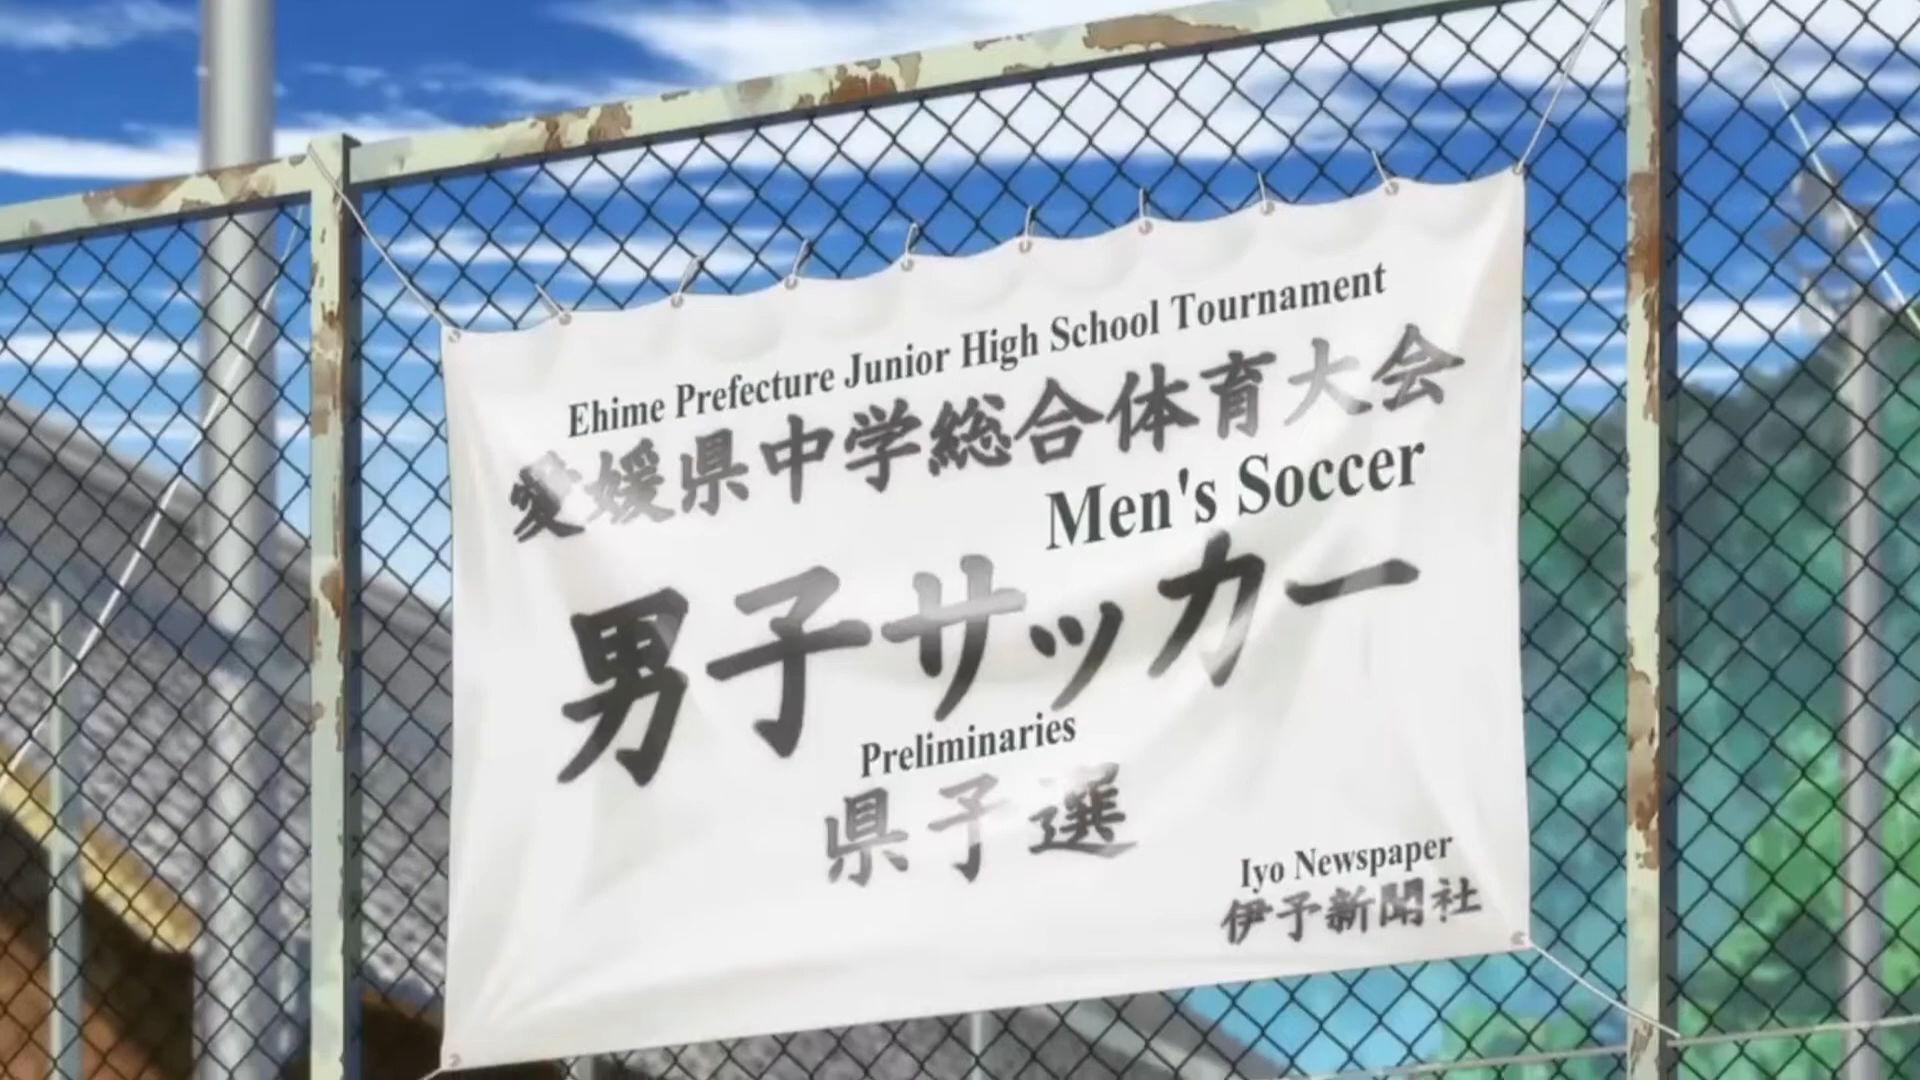 Ehime Prefecture Junior High School Tournament
愛媛県中学総合体育大会
Men's Soccer
男子サッカー
Preliminaries
県予選
Iyo Newspaper
伊予新聞社